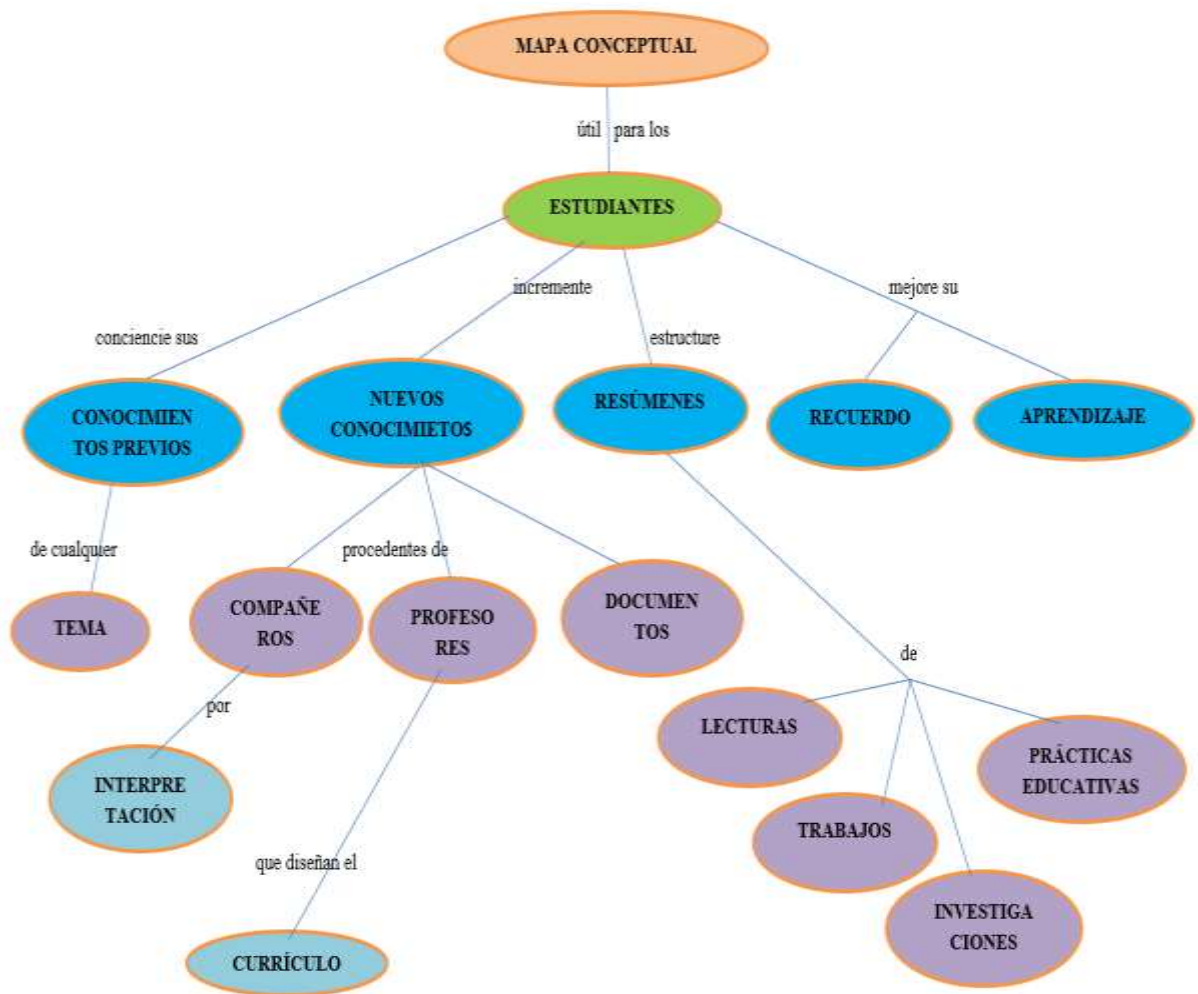 MAPA CONCEPTUAL
útil para los
ESTUDIANTES
incremente
mejore su
conciencie sus
estructure
CONOCIMIEN
TOS PREVIOS
NUEVOS
CONOCIMIETOS
RESÚMENES
RECUERDO
APRENDIZAJE
de cualquier
procedentes de
TEMA
COMPAÑE
ROS
PROFESO
RES
DOCUMEN
TOS
de
por
LECTURAS
PRÁCTICAS
EDUCATIVAS
INTERPRE
TACIÓN
TRABAJOS
que diseñan el
INVESTIGA
CIONES
CURRÍCULO